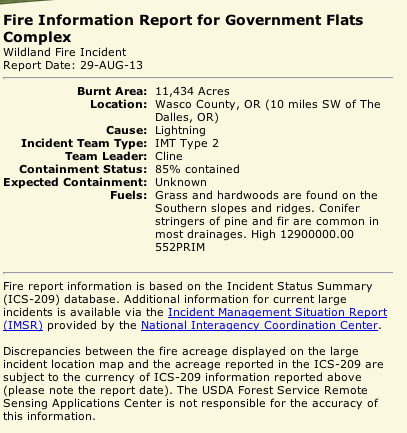 Fire Information Report for Government Flats
Complex
Wildland Fire Incident
Report Date: 29-AUG-13
Burnt Area: 11,434 Acres
Location: Wasco County, OR (10 miles SW of The
Dalles, OR)
Cause: Lightning
Incident Team Type: IMT Type 2
Team Leader: Cline
Containment Status: 85% contained
Expected Containment: Unknown
Fuels: Grass and hardwoods are found on the
Southern slopes and ridges. Conifer
stringers of pine and fir are common in
most drainages. High 12900000.00
552PRIM
Fire report information is based on the Incident Status Summary
(ICS-209) database. Additional information for current large
incidents is available via the Incident Management Situation Report
(IMSR) provided by the National Interagency Coordination Center.
Discrepancies between the fire acreage displayed on the large
incident location map and the acreage reported in the ICS-209 are
subject to the currency of ICS-209 information reported above
(please note the report date). The USDA Forest Service Remote
Sensing Applications Center is not responsible for the accuracy of
this information.